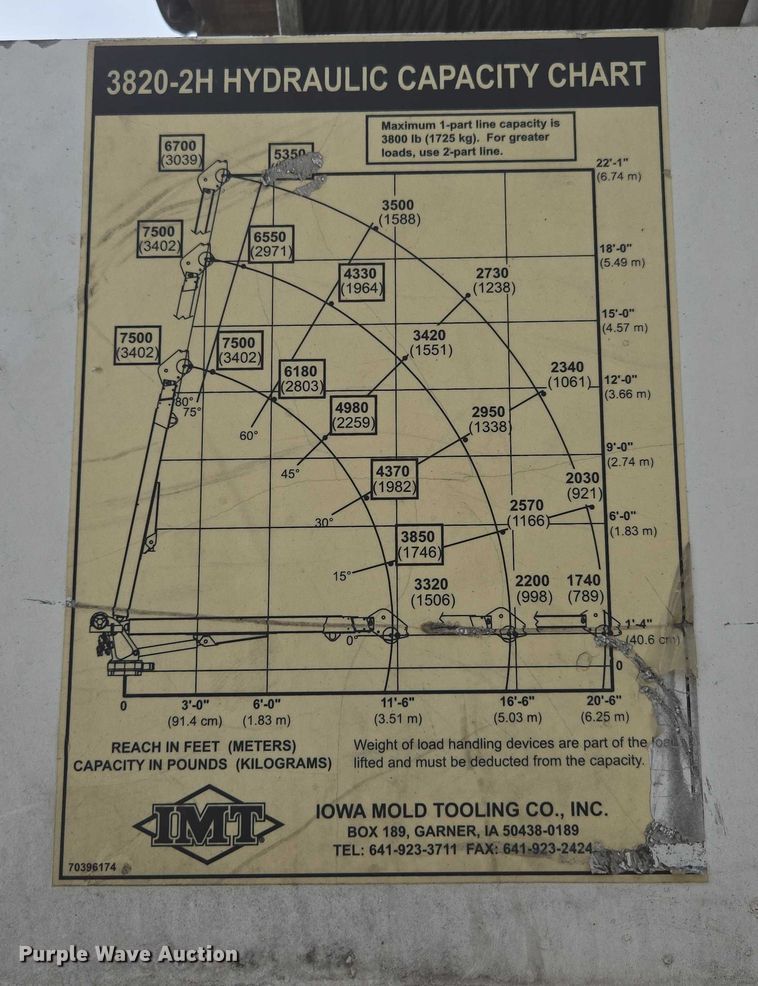 3820-2H HYDRAULIC CAPACITY CHART
Maximum 1-part line capacity is
3800 lb (1725 kg). For greater
loads, use 2-part line.
6700
(3039)
5350
22'-1"
(6.74 m)
3500
(1588)
7500
(3402)
6550
(2971)
18'-0"
(5.49 m)
4330
(1964)
2730
(1238)
15'-0"
(4.57 m)
7500
(3402)
7500
(3402)
3420
(1551)
6180
(2803)
2340
(1061)
12'-0"
(3.66 m)
80°
75°
60°
4980
(2259)
2950
(1338)
9'-0"
(2.74 m)
45°
4370
(1982)
2030
(921)
30°
2570
(1166)
6'-0"
(1.83 m)
3850
(1746)
15°
3320
(1506)
2200
(998)
1740
(789)
0°
1'-4"
(40.6 cm)
0
0
3'-0"
(91.4 cm)
6'-0"
(1.83 m)
11'-6"
(3.51 m)
16'-6"
(5.03 m)
20'-6"
(6.25 m)
REACH IN FEET (METERS)
CAPACITY IN POUNDS (KILOGRAMS)
Weight of load handling devices are part of the load
lifted and must be deducted from the capacity.
IMT
IOWA MOLD TOOLING CO., INC.
BOX 189, GARNER, IA 50438-0189
TEL: 641-923-3711 FAX: 641-923-2424
70396174
Purple Wave Auction